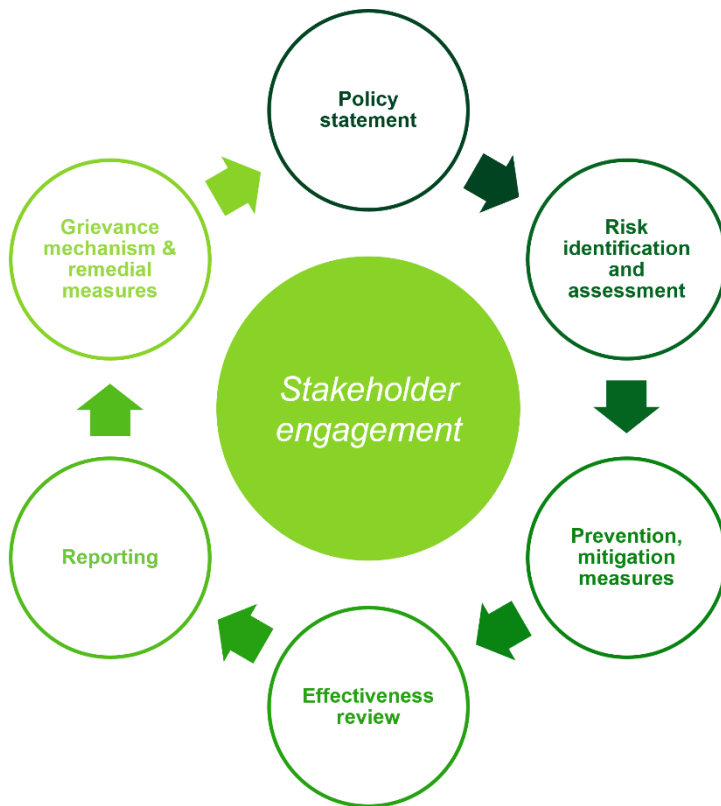 Policy
statement
Risk
identification
and
assessment
Prevention,
mitigation
measures
Effectiveness
review
Reporting
Grievance
mechanism &
remedial
measures
Stakeholder
engagement